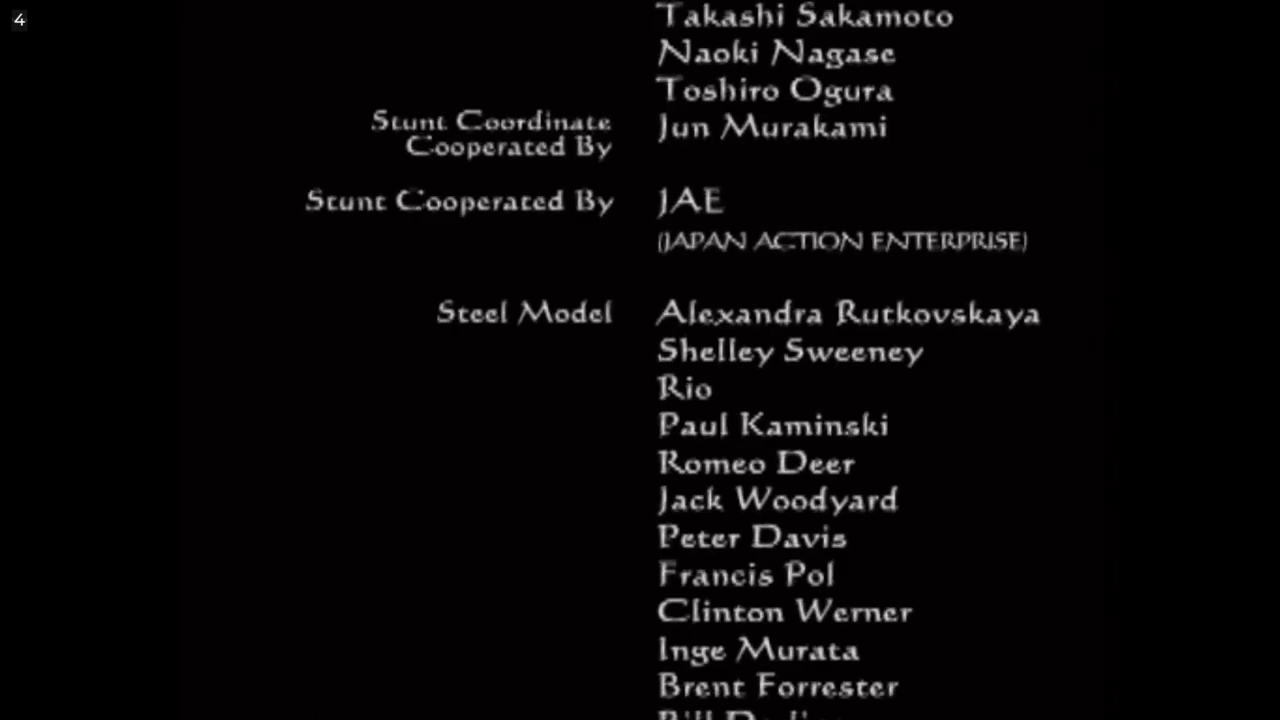 4
Takashi Sakamoto
Naoki Nagase
Toshiro Ogura
Stunt Coordinate
Cooperated By
Jun Murakami
Stunt Cooperated By JAE
(JAPAN ACTION ENTERPRISE)
Steel Model Alexandra Rutkovskaya
Shelley Sweeney
Rio
Paul Kaminski
Romeo Deer
Jack Woodyard
Peter Davis
Francis Pol
Clinton Werner
Inge Murata
Brent Forrester
Bill